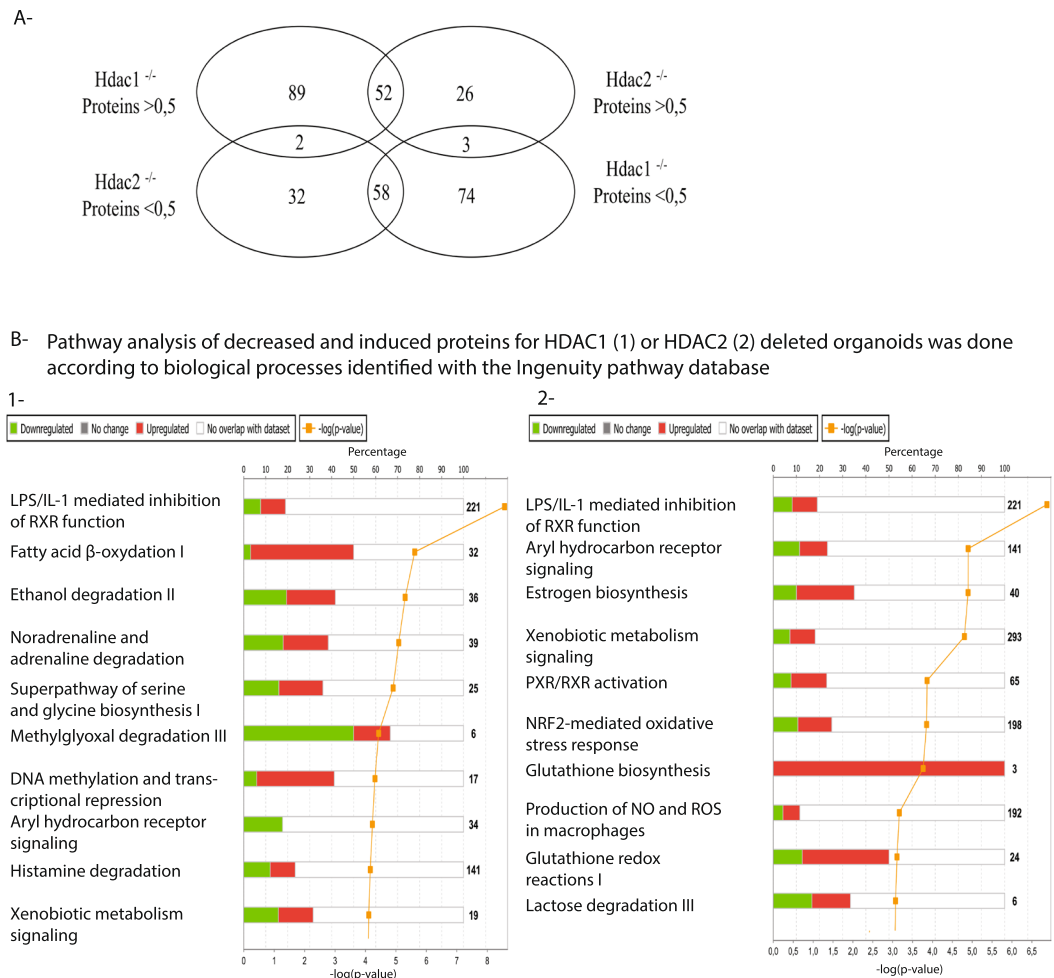 A-
Hdac1 -/-
Proteins >0,5
89
52
26
Hdac2 -/-
Proteins >0,5
2
3
Hdac2 -/-
Proteins <0,5
32
58
74
Hdac1 -/-
Proteins <0,5
B- Pathway analysis of decreased and induced proteins for HDAC1 (1) or HDAC2 (2) deleted organoids was done
according to biological processes identified with the Ingenuity pathway database
1-
Downregulated No change Upregulated No overlap with dataset -log(p-value)
Percentage
0 10 20 30 40 50 60 70 80 90 100
LPS/IL-1 mediated inhibition
of RXR function
221
Fatty acid β-oxydation I
32
Ethanol degradation II
36
Noradrenaline and
adrenaline degradation
39
Superpathway of serine
and glycine biosynthesis I
25
Methylglyoxal degradation III
6
DNA methylation and trans-
criptional repression
17
Aryl hydrocarbon receptor
signaling
34
Histamine degradation
141
Xenobiotic metabolism
signaling
19
0 1 2 3 4 5 6 7 8
-log(p-value)
2-
Downregulated No change Upregulated No overlap with dataset -log(p-value)
Percentage
0 10 20 30 40 50 60 70 80 90 100
LPS/IL-1 mediated inhibition
of RXR function
221
Aryl hydrocarbon receptor
signaling
141
Estrogen biosynthesis
40
Xenobiotic metabolism
signaling
293
PXR/RXR activation
65
NRF2-mediated oxidative
stress response
198
Glutathione biosynthesis
3
Production of NO and ROS
in macrophages
192
Glutathione redox
reactions I
24
Lactose degradation III
6
0,0 0,5 1,0 1,5 2,0 2,5 3,0 3,5 4,0 4,5 5,0 5,5 6,0 6,5
-log(p-value)